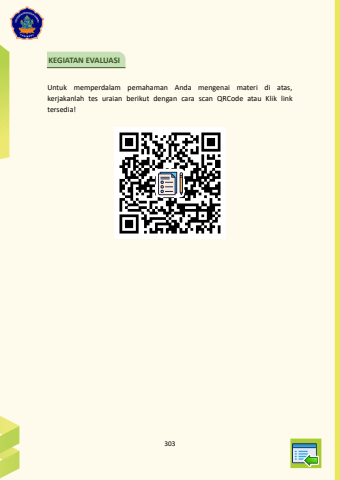 KEGIATAN EVALUASI
Untuk memperdalam pemahaman Anda mengenai materi di atas,
kerjakanlah tes uraian berikut dengan cara scan QRCode atau Klik link
tersedia!
303